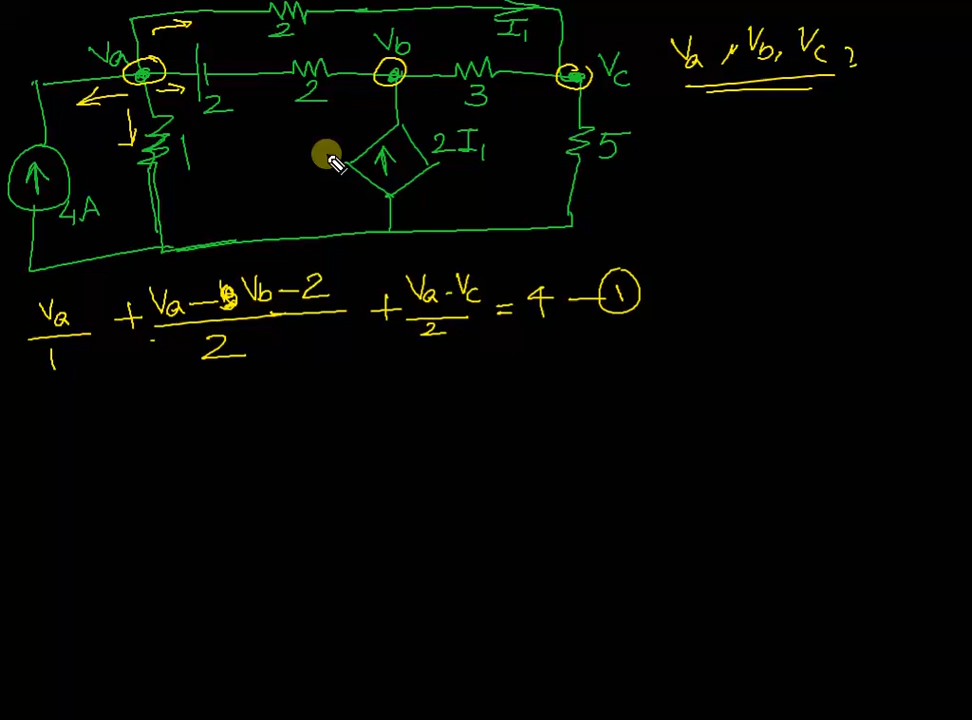 2
I1
Va
Vb
Vc
Va, Vb, Vc ?
2
2
3
1
2I1
5
4A
Va/1 + (Va - Vb - 2)/2 + (Va - Vc)/2 = 4 — ①